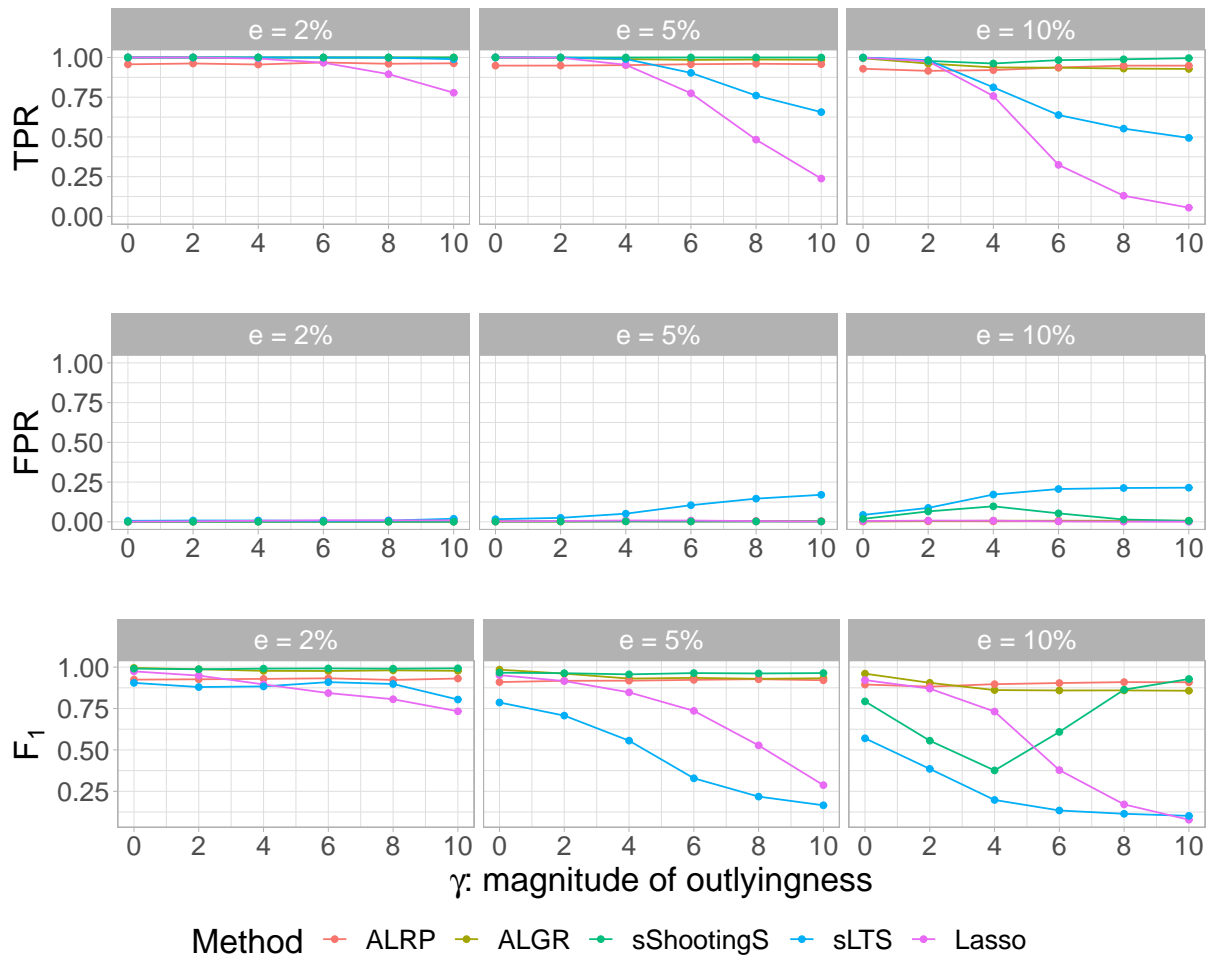 e = 2% e = 5% e = 10%
TPR
1.00
0.75
0.50
0.25
0.00
0 2 4 6 8 10 0 2 4 6 8 10 0 2 4 6 8 10
e = 2% e = 5% e = 10%
FPR
1.00
0.75
0.50
0.25
0.00
0 2 4 6 8 10 0 2 4 6 8 10 0 2 4 6 8 10
e = 2% e = 5% e = 10%
F₁
1.00
0.75
0.50
0.25
0 2 4 6 8 10 0 2 4 6 8 10 0 2 4 6 8 10
γ: magnitude of outlyingness
Method ALRP ALGR sShootingS sLTS Lasso